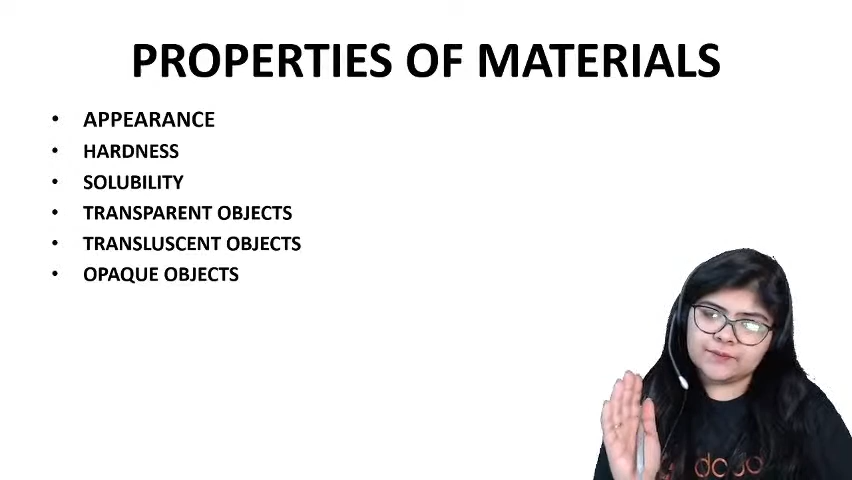 PROPERTIES OF MATERIALS
• APPEARANCE
• HARDNESS
• SOLUBILITY
• TRANSPARENT OBJECTS
• TRANSLUSCENT OBJECTS
• OPAQUE OBJECTS